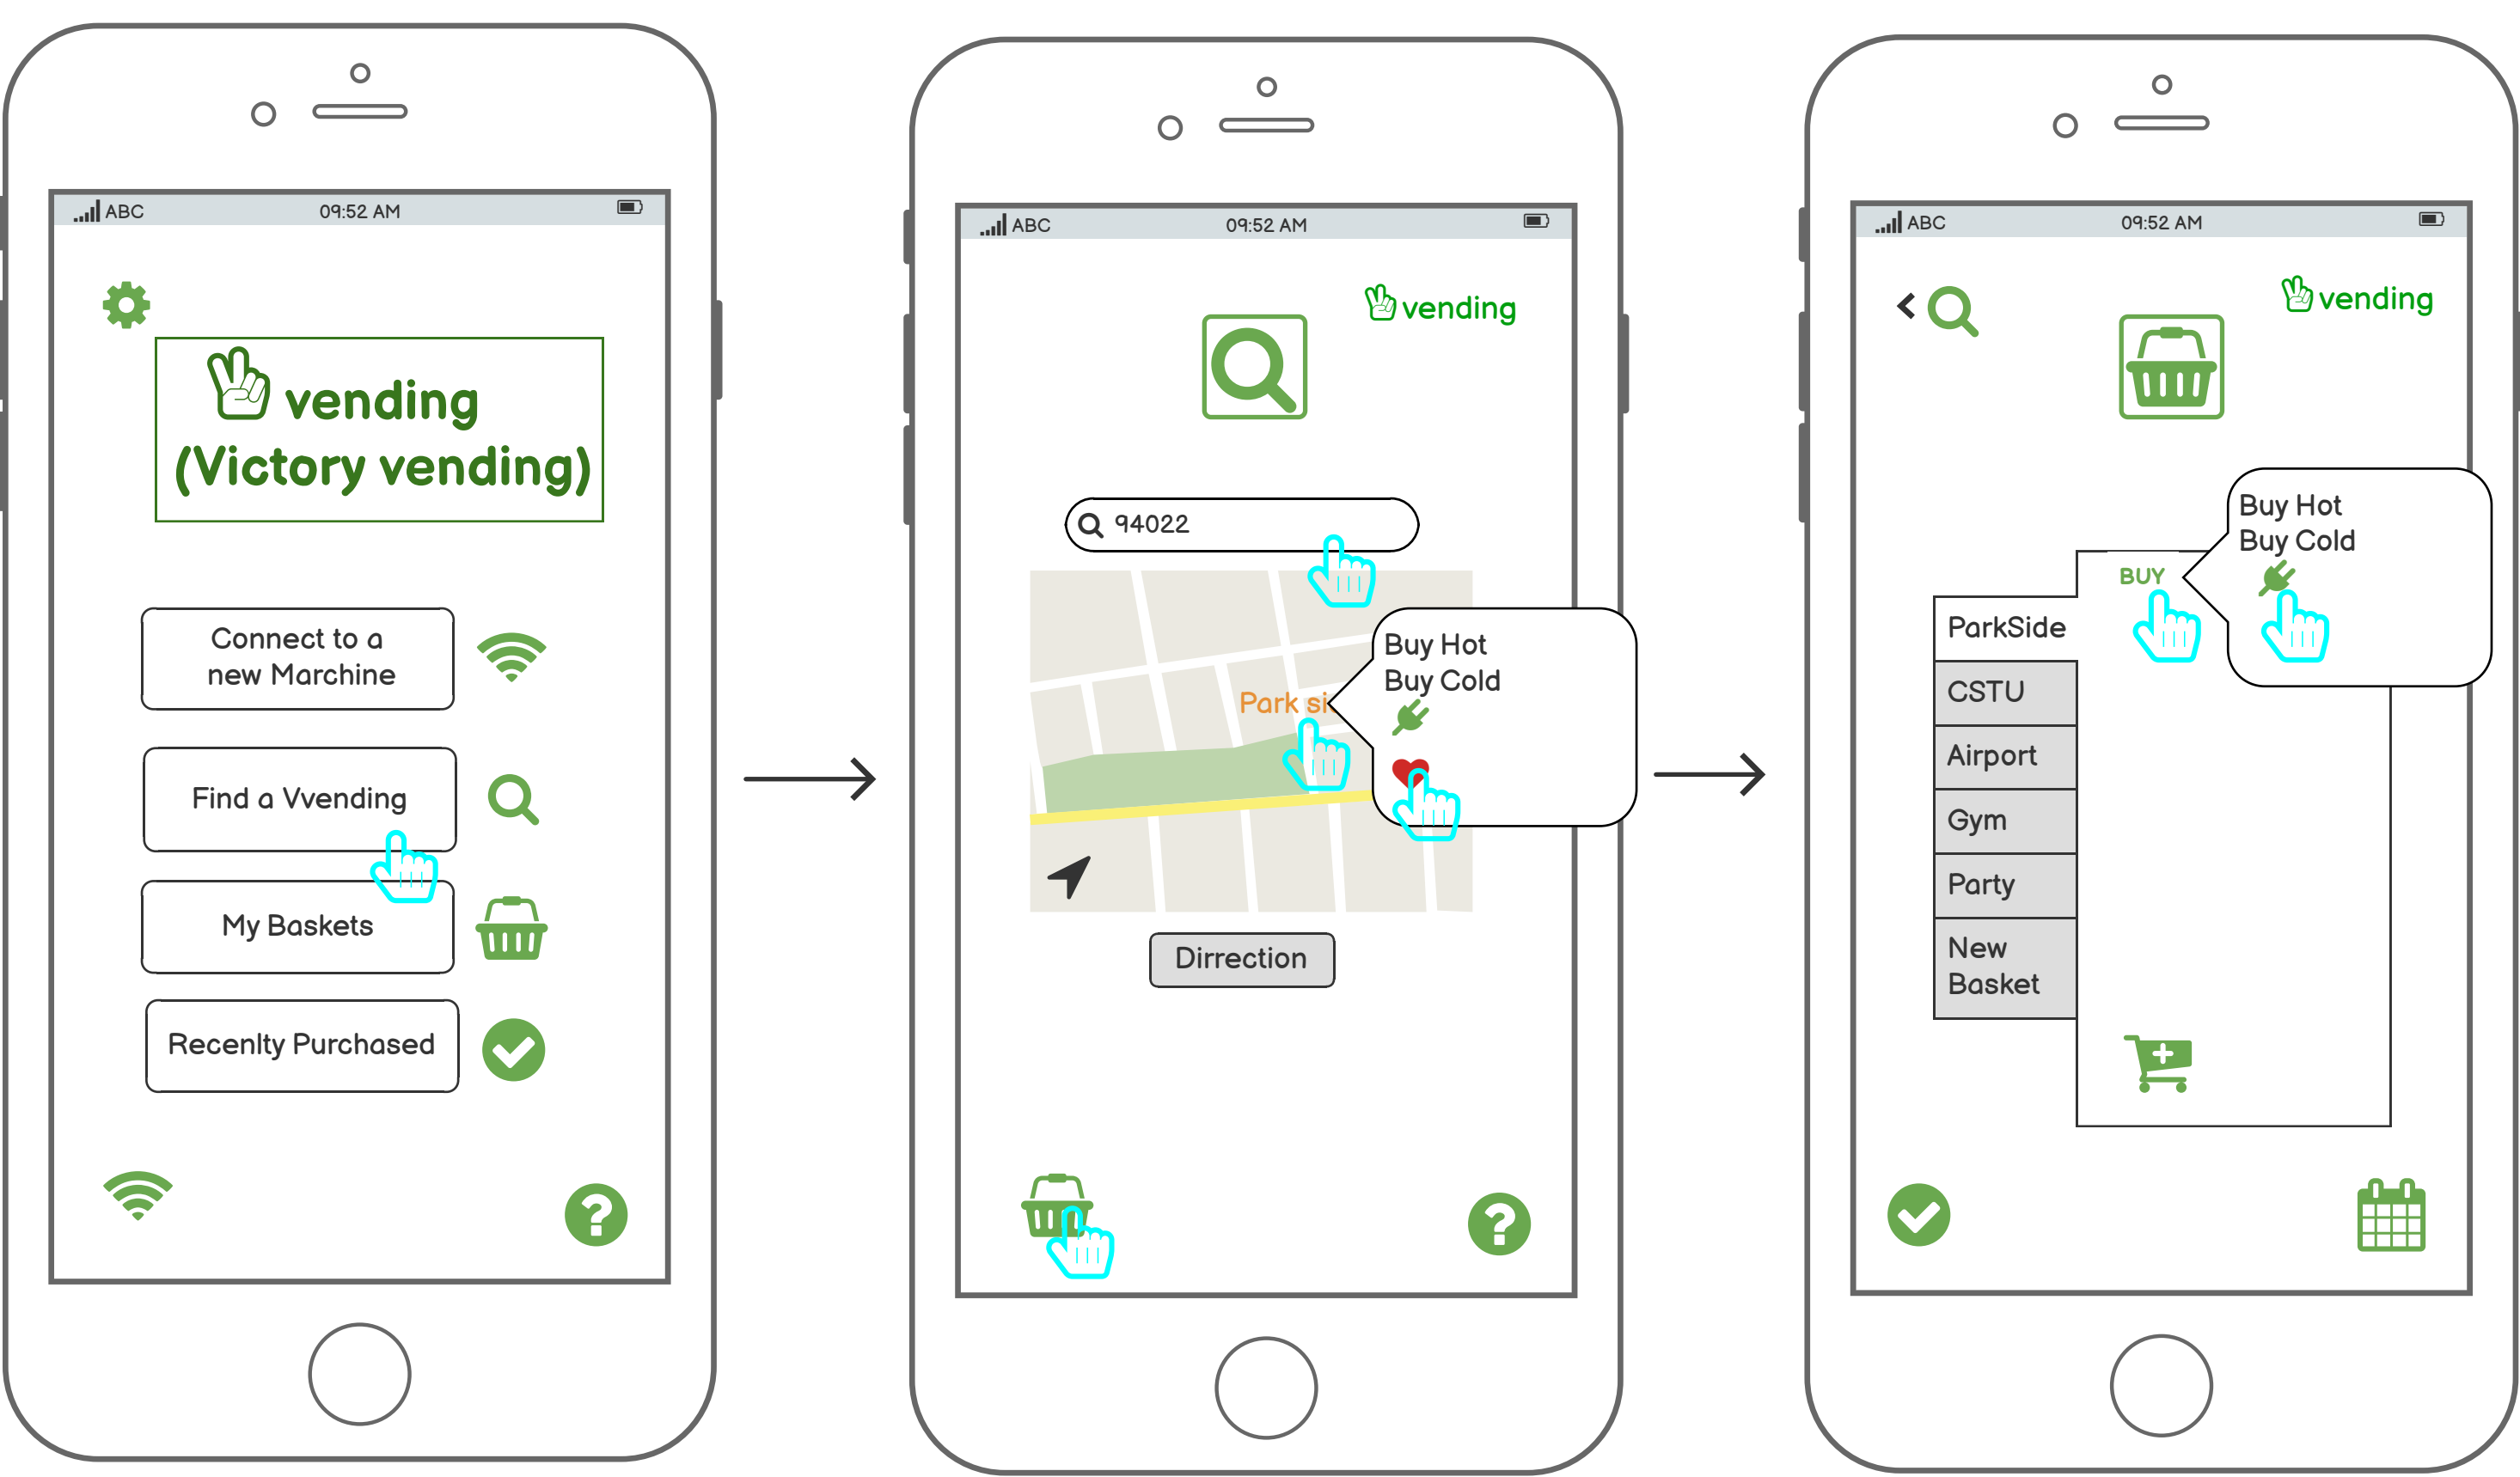 ABC 09:52 AM
vending
(Victory vending)
Connect to a
new Marchine
Find a Vvending
My Baskets
Recenlty Purchased
ABC 09:52 AM
vending
94022
Buy Hot
Buy Cold
Park si
Dirrection
ABC 09:52 AM
vending
Buy Hot
Buy Cold
BUY
ParkSide
CSTU
Airport
Gym
Party
New
Basket